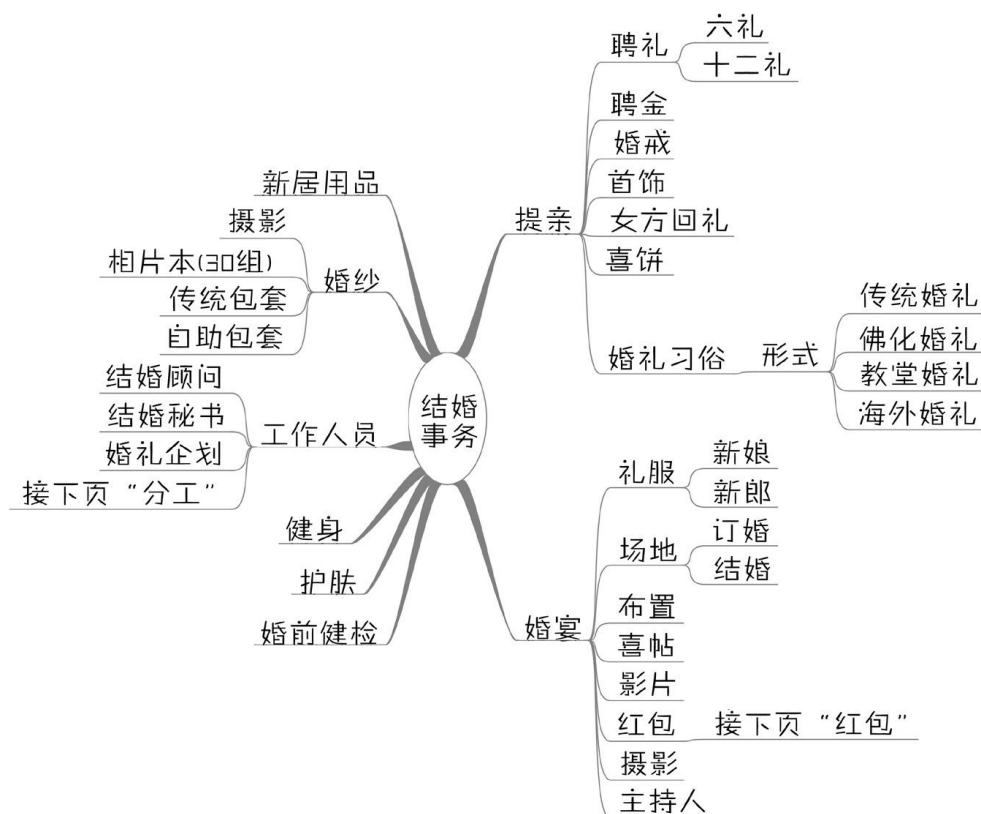 结婚
事务
提亲
聘礼
六礼
十二礼
聘金
婚戒
首饰
女方回礼
喜饼
婚礼习俗
形式
传统婚礼
佛化婚礼
教堂婚礼
海外婚礼
婚宴
礼服
新娘
新郎
场地
订婚
结婚
布置
喜帖
影片
红包
接下页“红包”
摄影
主持人
新居用品
婚纱
摄影
相片本(30组)
传统包套
自助包套
工作人员
结婚顾问
结婚秘书
婚礼企划
接下页“分工”
健身
护肤
婚前健检